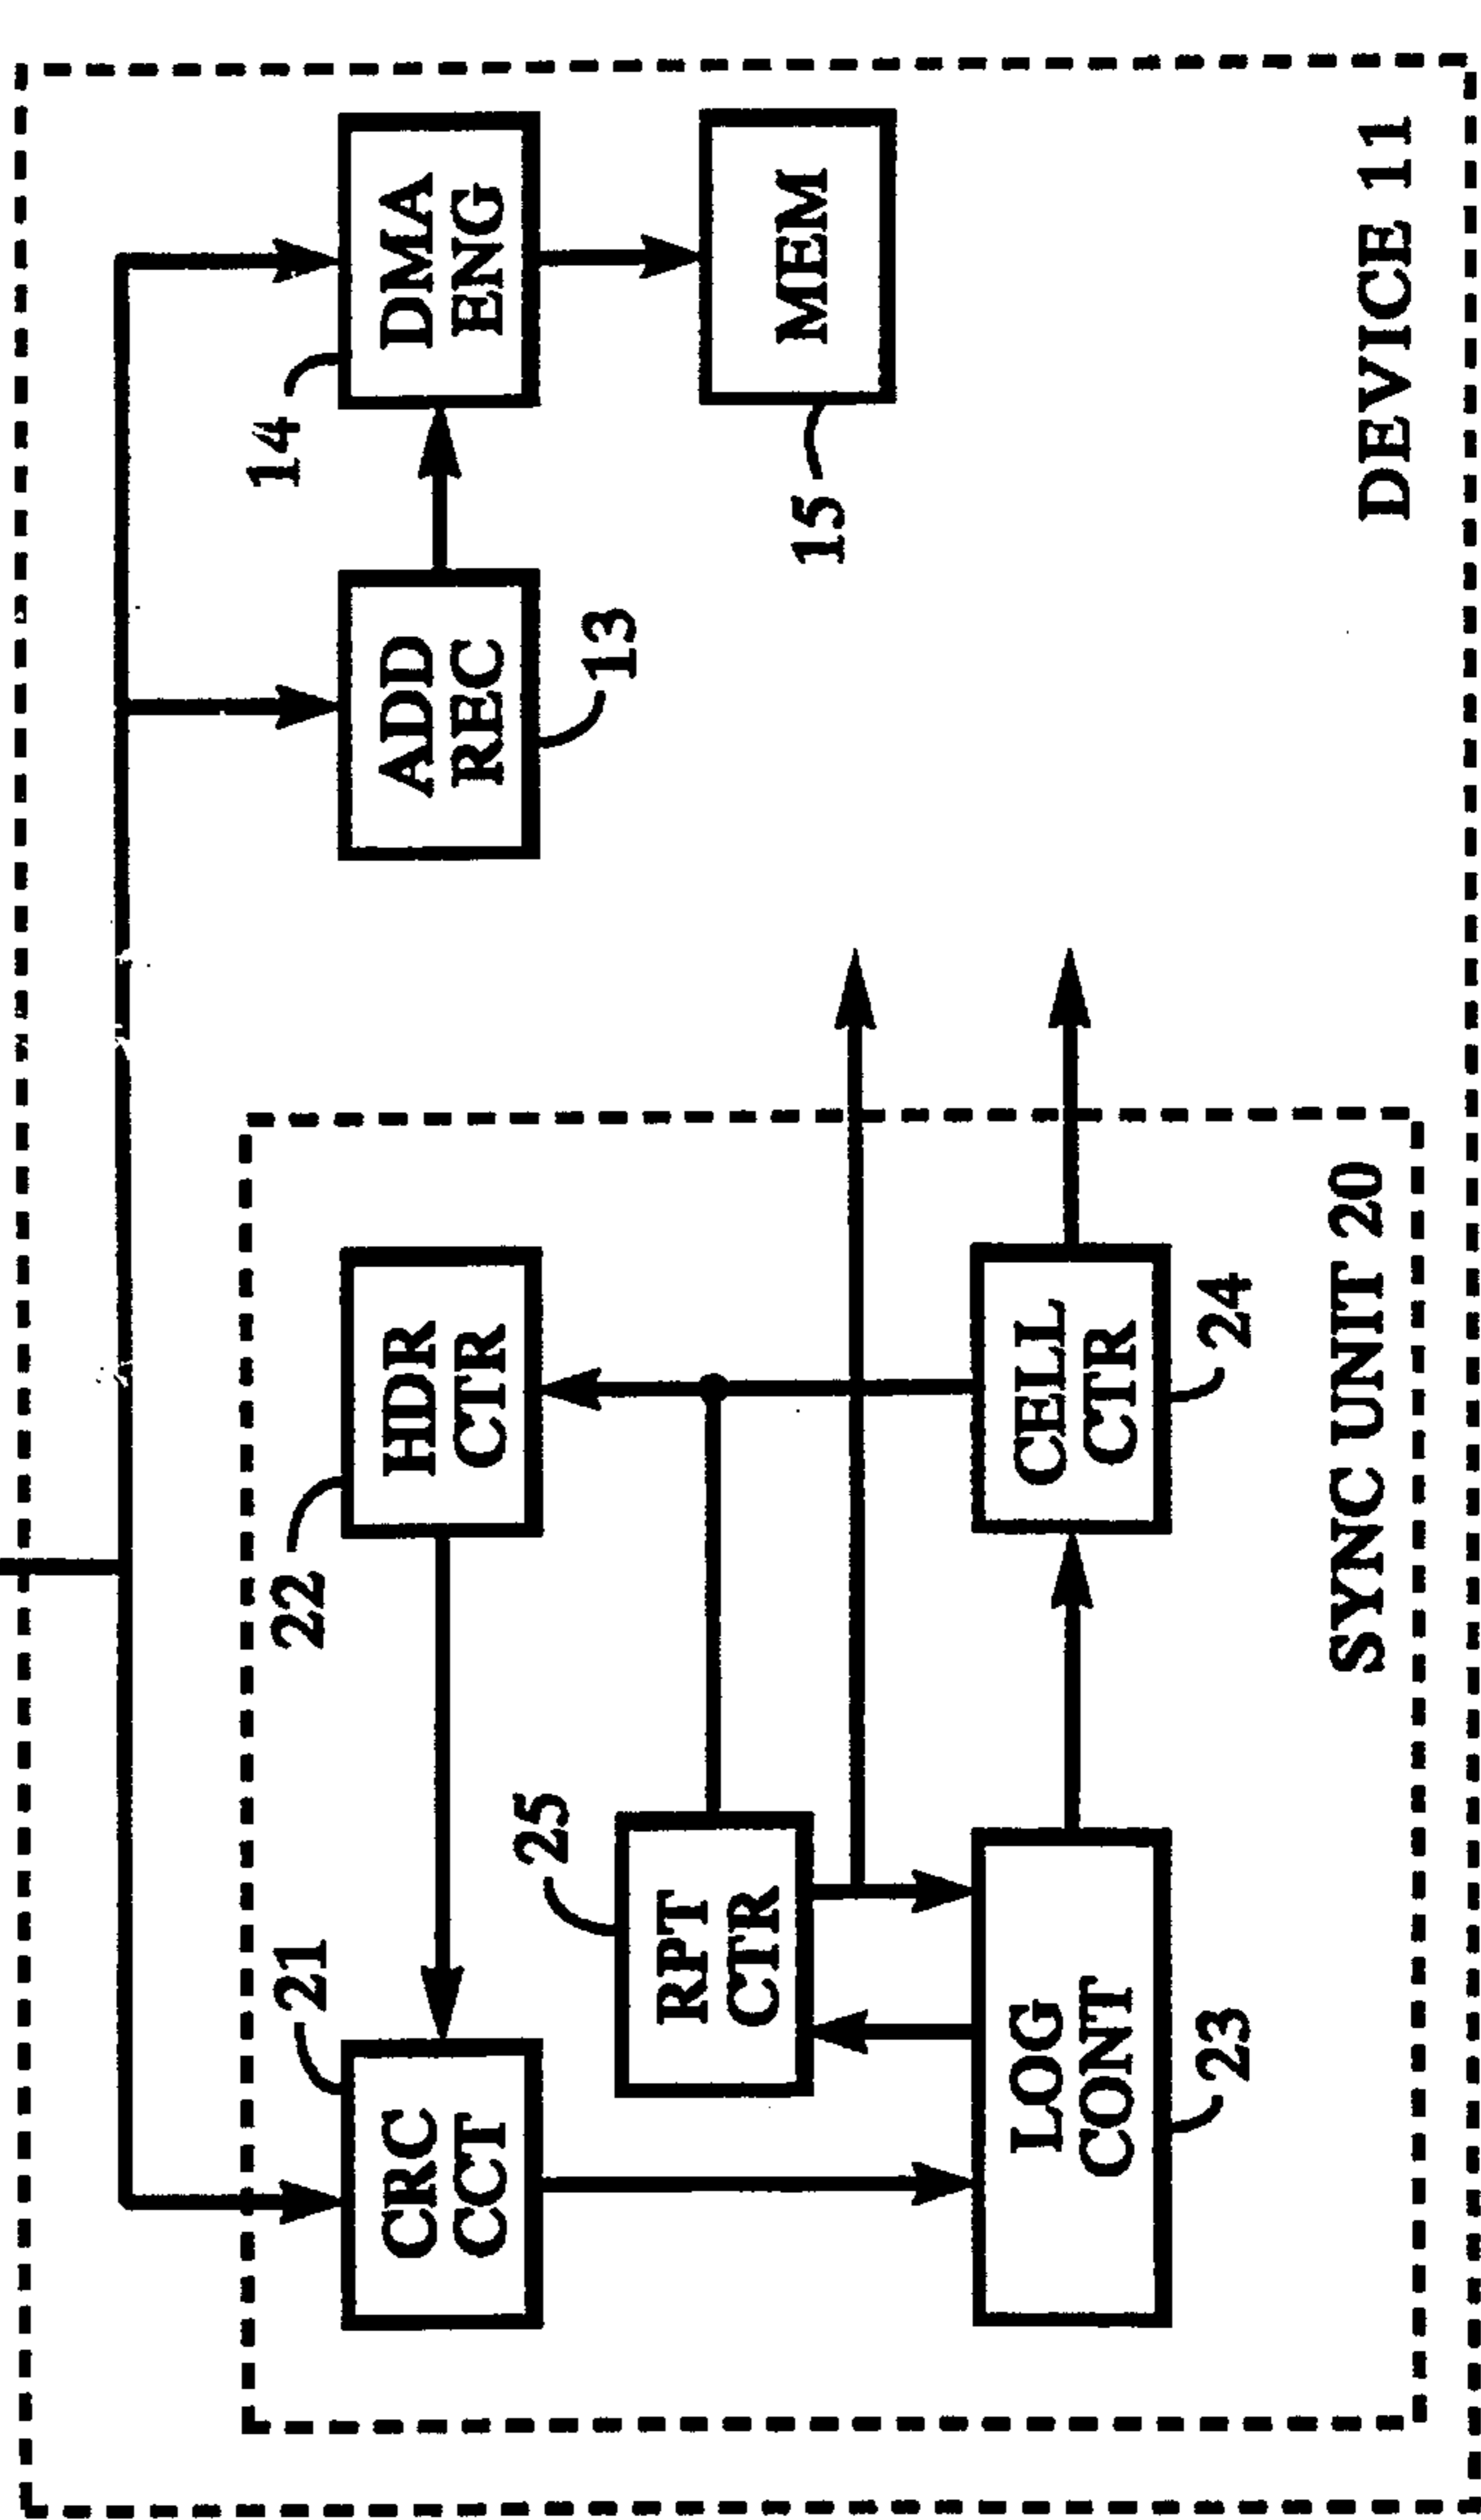 21
CRC
CCT
22
HDR
CTR
13
ADD
REC
14
DMA
ENG
25
RPT
CTR
15
MEM
LOG
CONT
23
CELL
CTR
24
SYNC UNIT 20
DEVICE 11